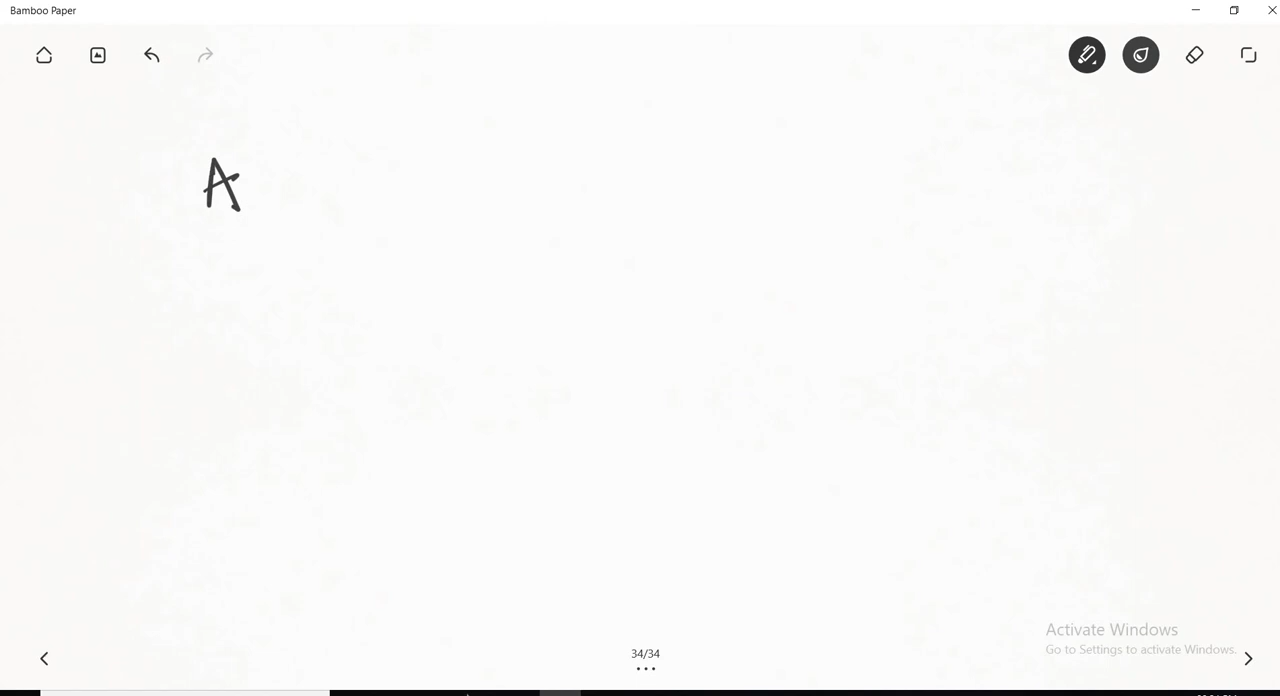 Bamboo Paper
A
Activate Windows
Go to Settings to activate Windows.
34/34